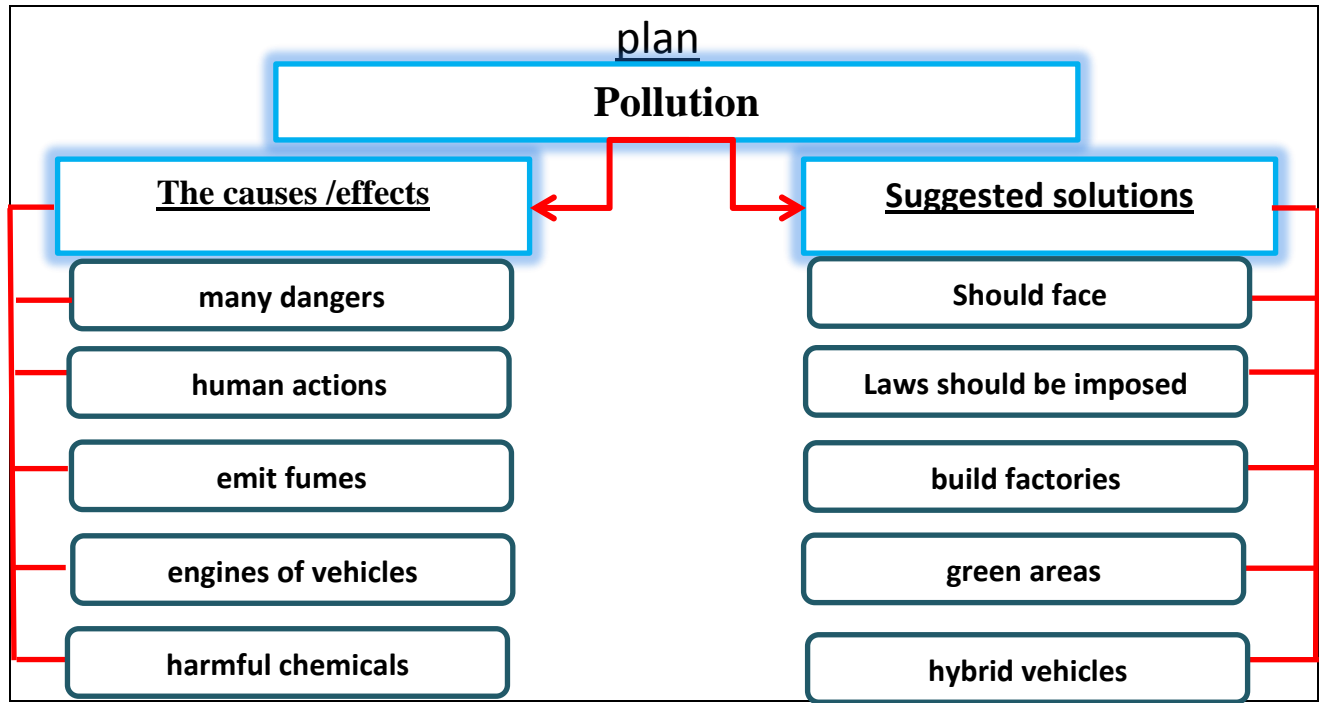 plan
Pollution
The causes /effects
many dangers
human actions
emit fumes
engines of vehicles
harmful chemicals
Suggested solutions
Should face
Laws should be imposed
build factories
green areas
hybrid vehicles